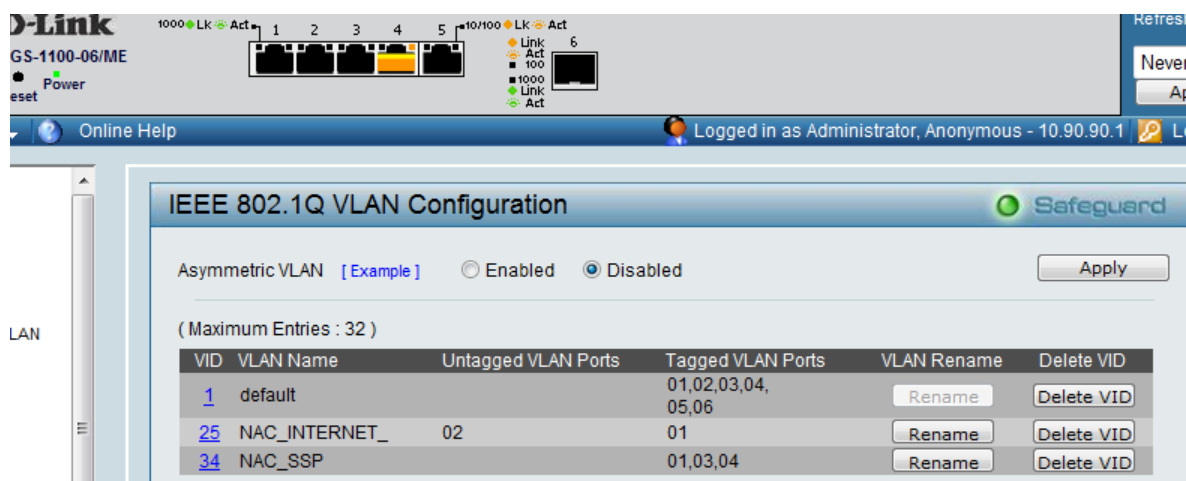 D-Link
1000 Lk Act 1 2 3 4 5 10/100 Lk Act
Link 6
Act
100
1000
Link
Act
GS-1100-06/ME
Power
eset
Refresh
Never
Ap
Online Help
Logged in as Administrator, Anonymous - 10.90.90.1
IEEE 802.1Q VLAN Configuration
Safeguard
Asymmetric VLAN [ Example ] Enabled Disabled Apply
LAN
( Maximum Entries : 32 )
VID VLAN Name Untagged VLAN Ports Tagged VLAN Ports VLAN Rename Delete VID
1 default 01,02,03,04,
05,06 Rename Delete VID
25 NAC_INTERNET_ 02 01 Rename Delete VID
34 NAC_SSP 01,03,04 Rename Delete VID